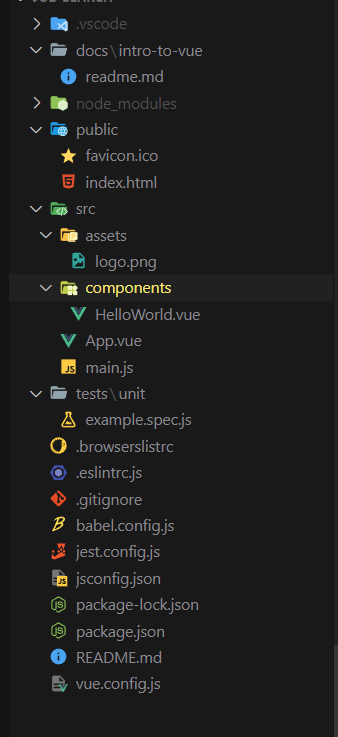 .vscode
docs\intro-to-vue
readme.md
node_modules
public
favicon.ico
index.html
src
assets
logo.png
components
HelloWorld.vue
App.vue
main.js
tests\unit
example.spec.js
.browserslistrc
.eslintrc.js
.gitignore
babel.config.js
jest.config.js
jsconfig.json
package-lock.json
package.json
README.md
vue.config.js